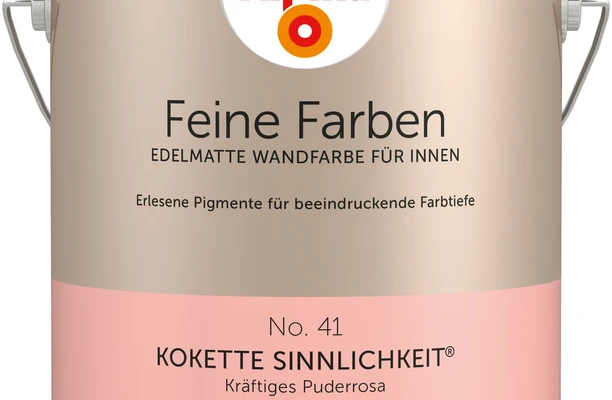 Feine Farben
EDELMATTE WANDFARBE FÜR INNEN
Erlesene Pigmente für beeindruckende Farbtiefe
No. 41
KOKETTE SINNLICHKEIT®
Kräftiges Puderrosa